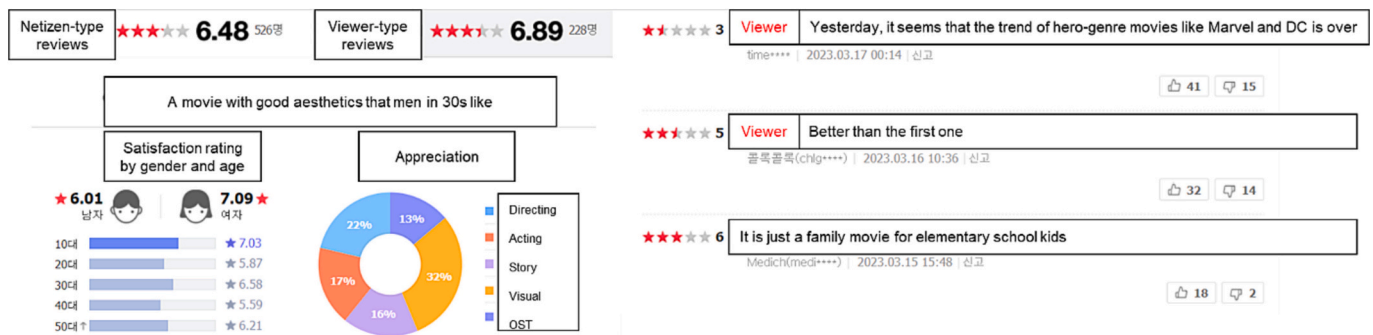 Netizen-type
reviews
6.48 526명
Viewer-type
reviews
6.89 228명
A movie with good aesthetics that men in 30s like
Satisfaction rating
by gender and age
6.01
남자
7.09
여자
10대 7.03
20대 5.87
30대 6.58
40대 5.59
50대↑ 6.21
Appreciation
22%
13%
17%
32%
16%
Directing
Acting
Story
Visual
OST
3 Viewer Yesterday, it seems that the trend of hero-genre movies like Marvel and DC is over
time**** | 2023.03.17 00:14 | 신고
41 15
5 Viewer Better than the first one
콜록콜록(chlg****) | 2023.03.16 10:36 | 신고
32 14
6 It is just a family movie for elementary school kids
Medich(medi****) | 2023.03.15 15:48 | 신고
18 2